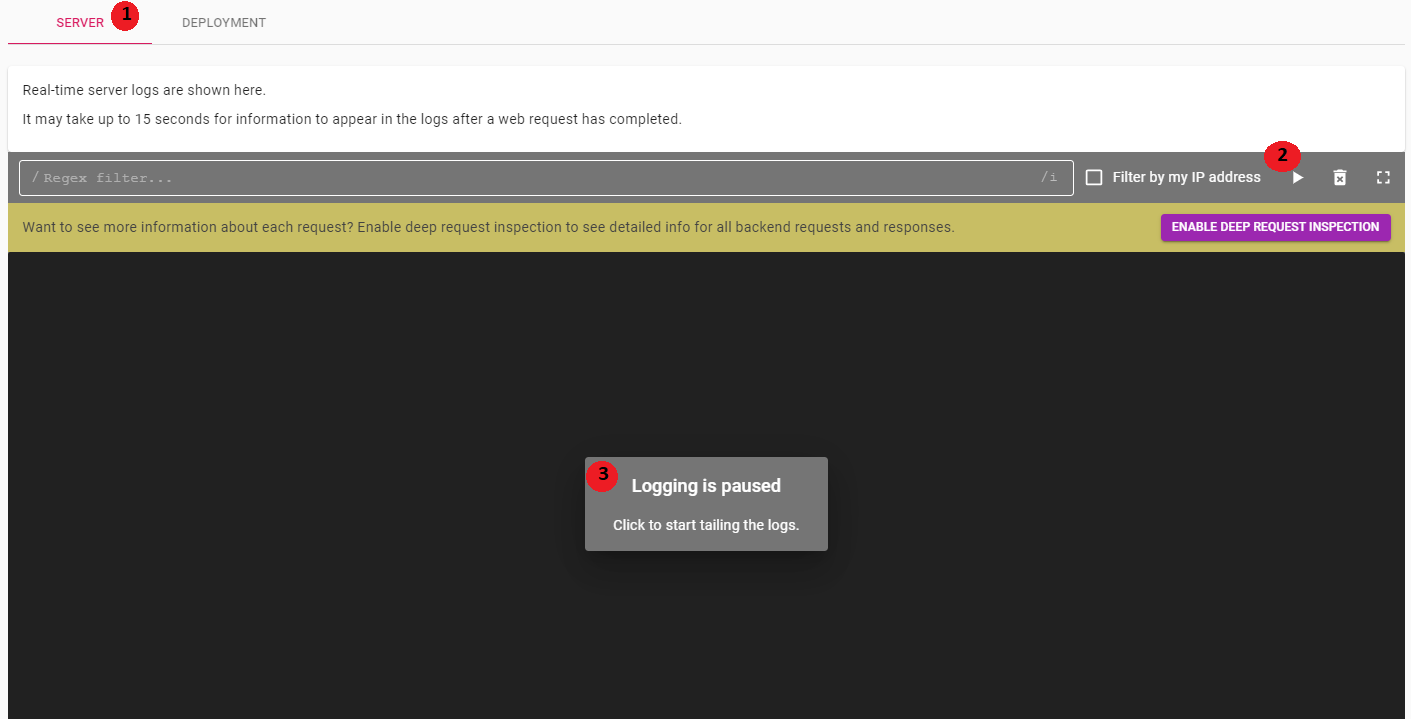 SERVER 1 DEPLOYMENT
Real-time server logs are shown here.
It may take up to 15 seconds for information to appear in the logs after a web request has completed.
2
/ Regex filter... /i Filter by my IP address
Want to see more information about each request? Enable deep request inspection to see detailed info for all backend requests and responses. ENABLE DEEP REQUEST INSPECTION
3 Logging is paused
Click to start tailing the logs.